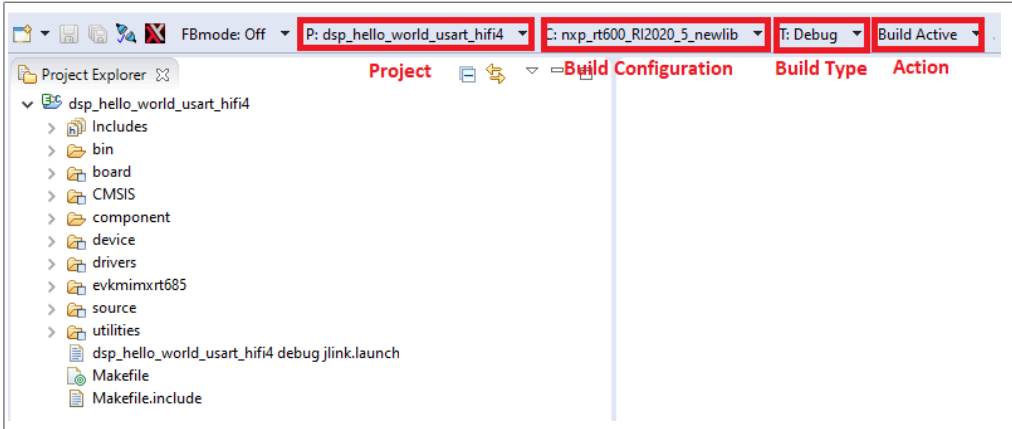 FBmode: Off P: dsp_hello_world_usart_hifi4 C: nxp_rt600_RI2020_5_newlib T: Debug Build Active
Project Explorer Project Build Configuration Build Type Action
dsp_hello_world_usart_hifi4
Includes
bin
board
CMSIS
component
device
drivers
evkmimxrt685
source
utilities
dsp_hello_world_usart_hifi4 debug jlink.launch
Makefile
Makefile.include